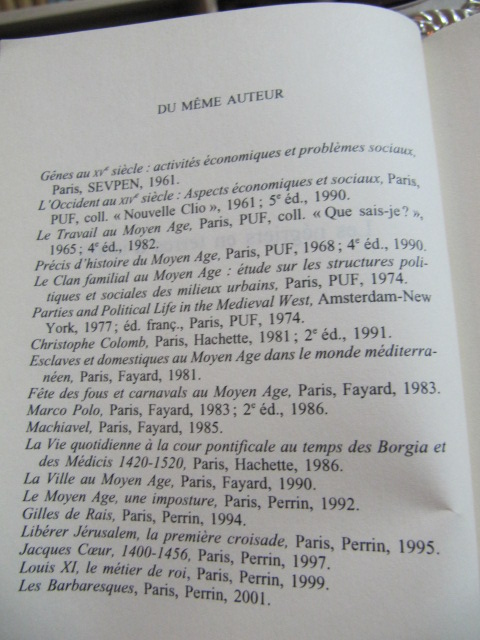 DU MÊME AUTEUR
Gênes au XVe siècle : activités économiques et problèmes sociaux,
Paris, SEVPEN, 1961.
L'Occident au XIVe siècle : Aspects économiques et sociaux, Paris,
PUF, coll. « Nouvelle Clio », 1961 ; 5e éd., 1990.
Le Travail au Moyen Age, Paris, PUF, coll. « Que sais-je ? »,
1965 ; 4e éd., 1982.
Précis d'histoire du Moyen Age, Paris, PUF, 1968 ; 4e éd., 1990.
Le Clan familial au Moyen Age : étude sur les structures poli-
tiques et sociales des milieux urbains, Paris, PUF, 1974.
Parties and Political Life in the Medieval West, Amsterdam-New
York, 1977 ; éd. franç., Paris, PUF, 1974.
Christophe Colomb, Paris, Hachette, 1981 ; 2e éd., 1991.
Esclaves et domestiques au Moyen Age dans le monde méditerra-
néen, Paris, Fayard, 1981.
Fête des fous et carnavals au Moyen Age, Paris, Fayard, 1983.
Marco Polo, Paris, Fayard, 1983 ; 2e éd., 1986.
Machiavel, Paris, Fayard, 1985.
La Vie quotidienne à la cour pontificale au temps des Borgia et
des Médicis 1420-1520, Paris, Hachette, 1986.
La Ville au Moyen Age, Paris, Fayard, 1990.
Le Moyen Age, une imposture, Paris, Perrin, 1992.
Gilles de Rais, Paris, Perrin, 1994.
Libérer Jérusalem, la première croisade, Paris, Perrin, 1995.
Jacques Cœur, 1400-1456, Paris, Perrin, 1997.
Louis XI, le métier de roi, Paris, Perrin, 1999.
Les Barbaresques, Paris, Perrin, 2001.